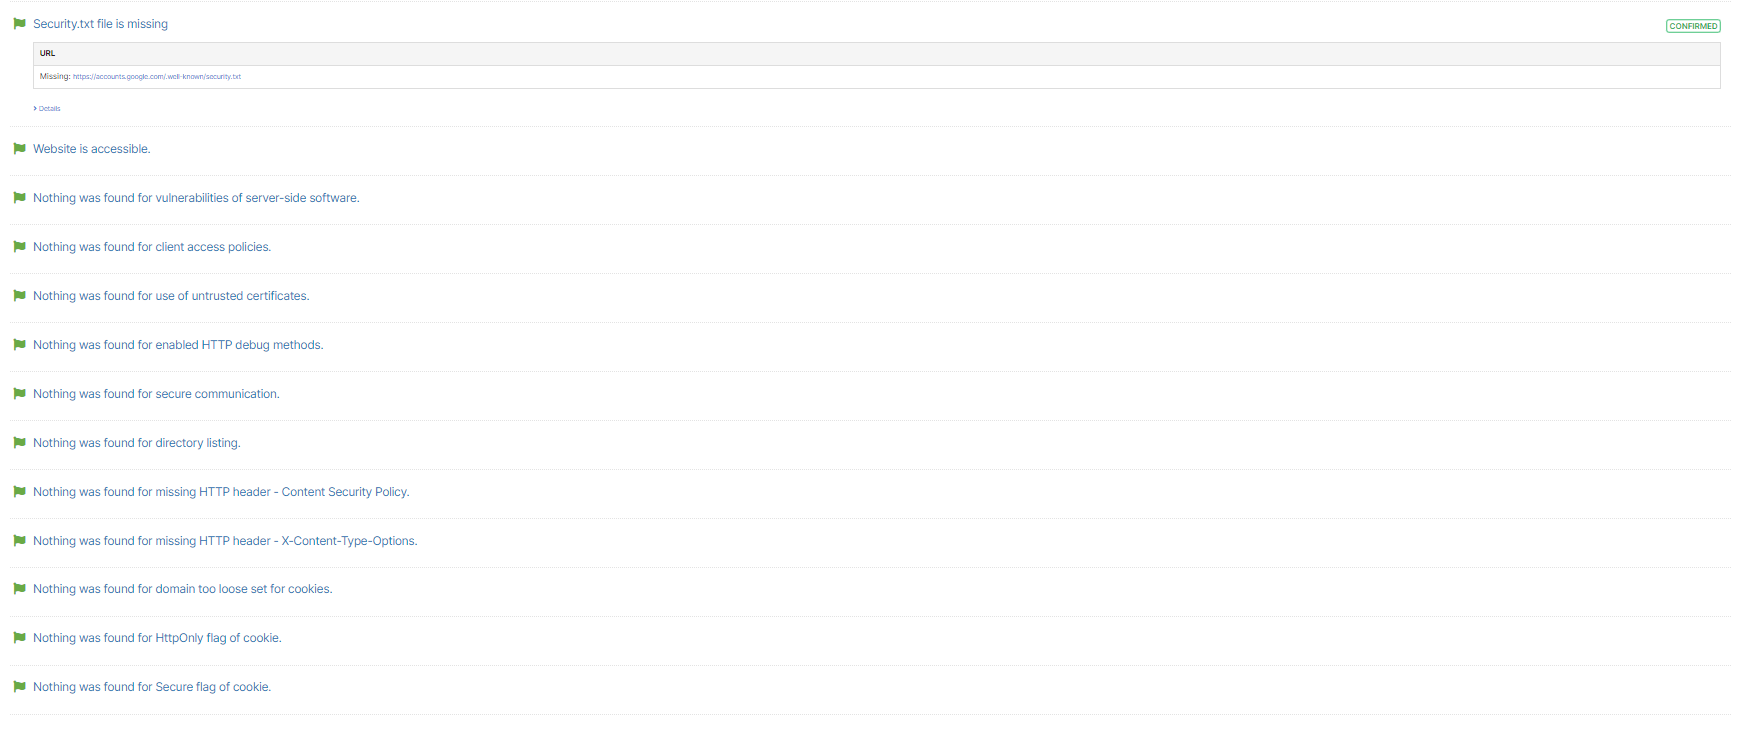 Security.txt file is missing
CONFIRMED
URL
Missing: https://accounts.google.com/.well-known/security.txt
Details
Website is accessible.
Nothing was found for vulnerabilities of server-side software.
Nothing was found for client access policies.
Nothing was found for use of untrusted certificates.
Nothing was found for enabled HTTP debug methods.
Nothing was found for secure communication.
Nothing was found for directory listing.
Nothing was found for missing HTTP header - Content Security Policy.
Nothing was found for missing HTTP header - X-Content-Type-Options.
Nothing was found for domain too loose set for cookies.
Nothing was found for HttpOnly flag of cookie.
Nothing was found for Secure flag of cookie.